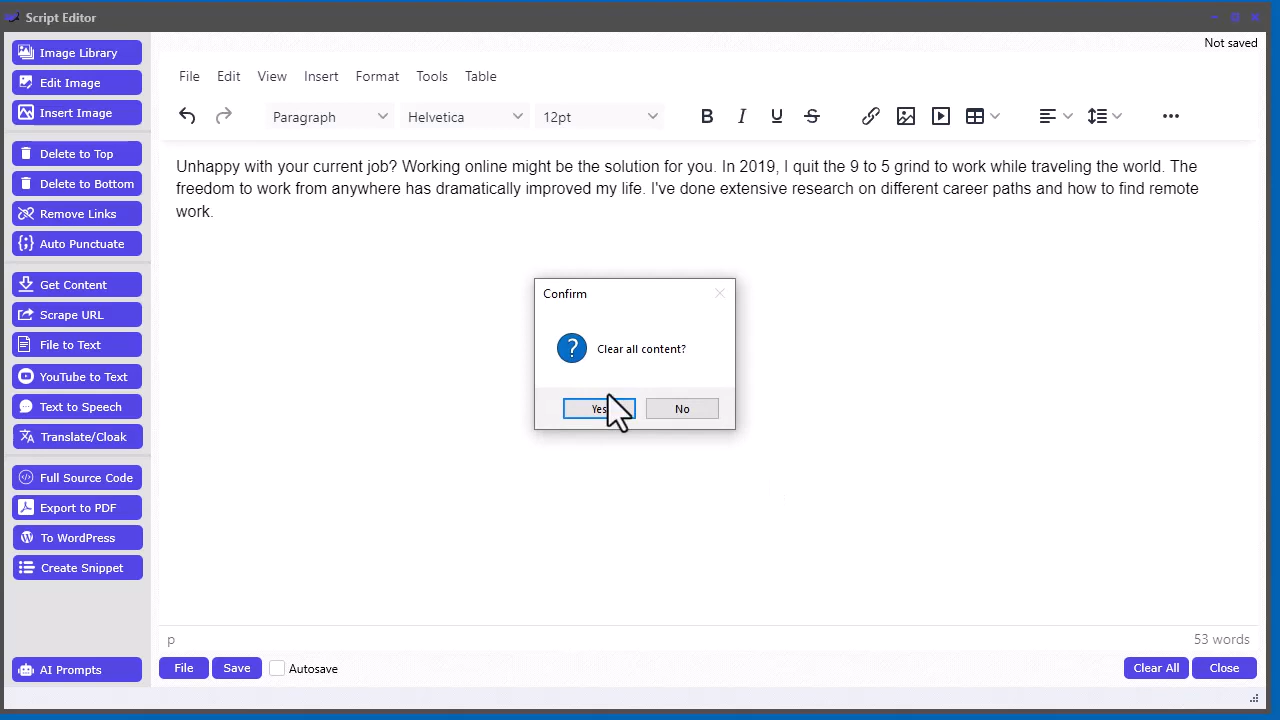 Script Editor
Not saved
Image Library
Edit Image
Insert Image
Delete to Top
Delete to Bottom
Remove Links
Auto Punctuate
Get Content
Scrape URL
File to Text
YouTube to Text
Text to Speech
Translate/Cloak
Full Source Code
Export to PDF
To WordPress
Create Snippet
AI Prompts
File Edit View Insert Format Tools Table
Paragraph Helvetica 12pt B I U S
Unhappy with your current job? Working online might be the solution for you. In 2019, I quit the 9 to 5 grind to work while traveling the world. The
freedom to work from anywhere has dramatically improved my life. I've done extensive research on different career paths and how to find remote
work.
Confirm
Clear all content?
Yes No
p 53 words
File Save Autosave Clear All Close